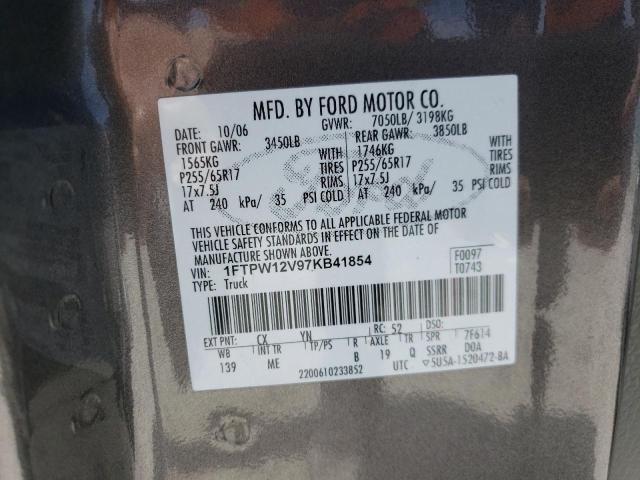 MFD. BY FORD MOTOR CO.
DATE: 10/06 GVWR: 7050LB/ 3198KG
FRONT GAWR: 3450LB REAR GAWR: 3850LB
1565KG WITH 1746KG WITH
P255/65R17 TIRES P255/65R17 TIRES
17x7.5J RIMS 17x7.5J RIMS
AT 240 kPa/ 35 PSI COLD AT 240 kPa/ 35 PSI COLD
Ford
THIS VEHICLE CONFORMS TO ALL APPLICABLE FEDERAL MOTOR
VEHICLE SAFETY STANDARDS IN EFFECT ON THE DATE OF
MANUFACTURE SHOWN ABOVE.
VIN: 1FTPW12V97KB41854 F0097
TYPE: Truck T0743
EXT PNT: CX YN RC: 52 DSO:
WB INT TR TP/PS R AXLE TR SPR 7F614
139 ME B 19 Q SSRR D0A
2200610233852 UTC ▽5U5A-1520472-BA